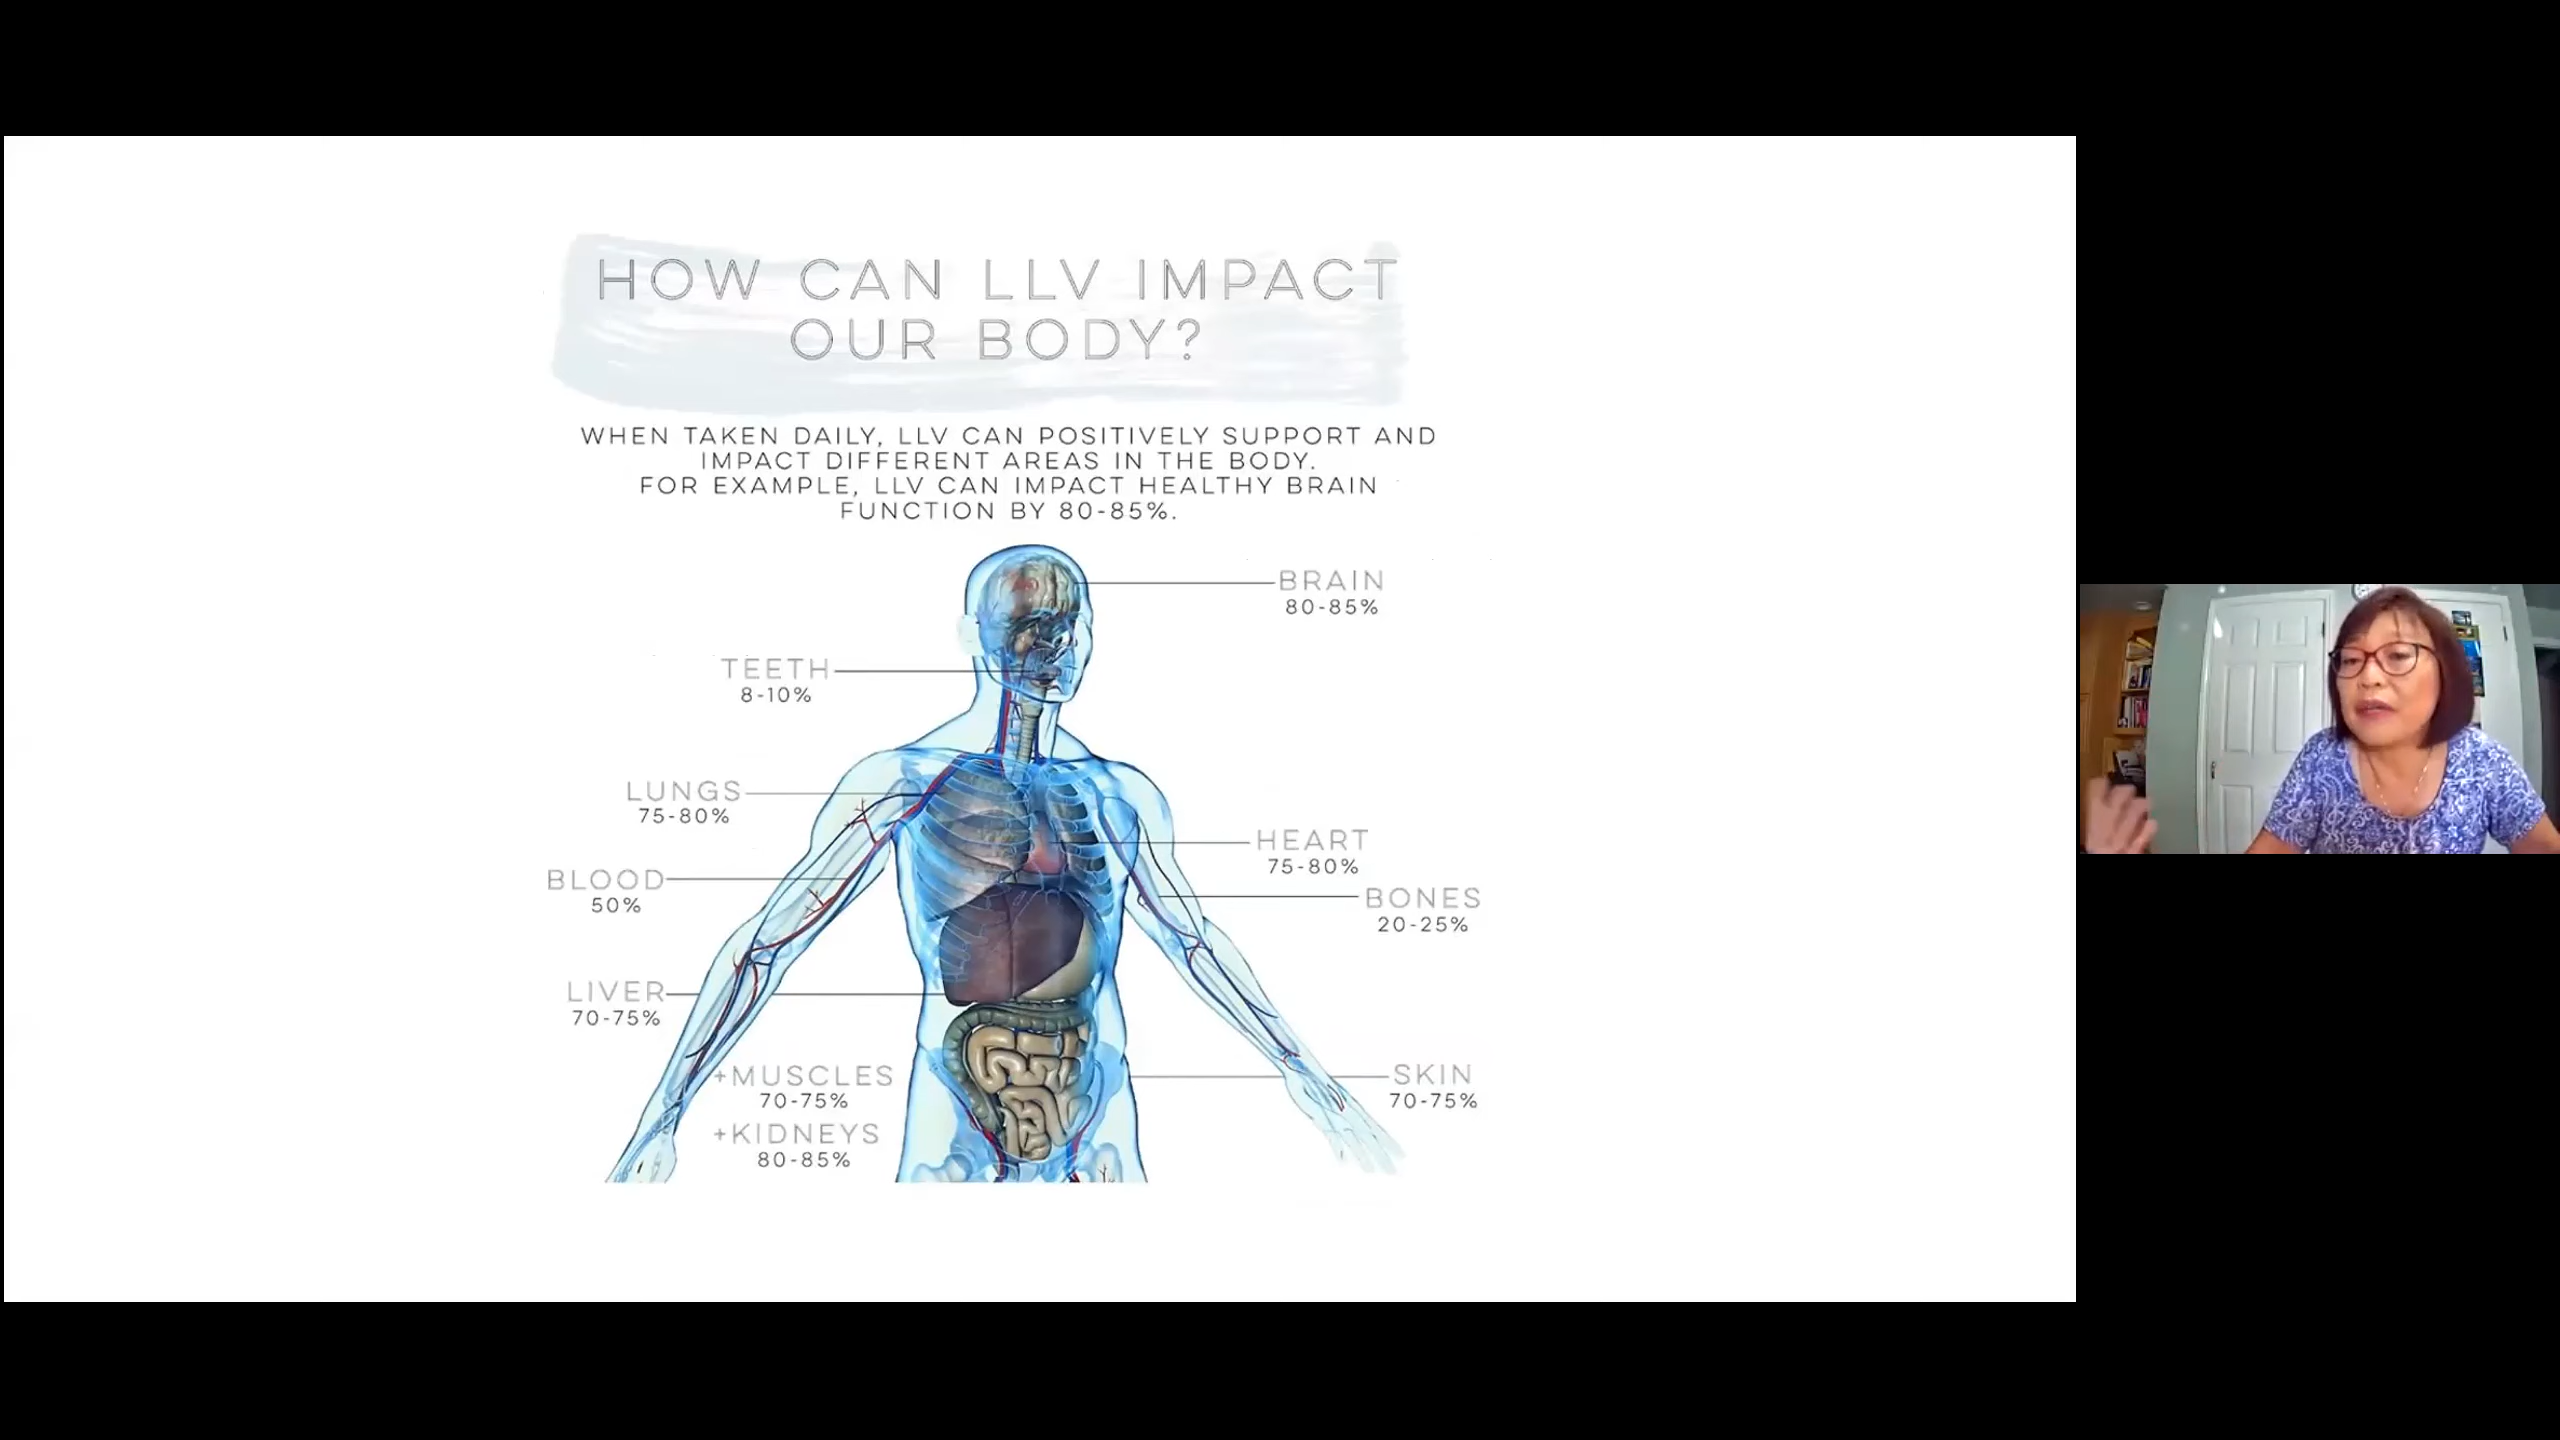 HOW CAN LLV IMPACT
OUR BODY?
WHEN TAKEN DAILY, LLV CAN POSITIVELY SUPPORT AND
IMPACT DIFFERENT AREAS IN THE BODY.
FOR EXAMPLE, LLV CAN IMPACT HEALTHY BRAIN
FUNCTION BY 80-85%.
BRAIN
80-85%
TEETH
8-10%
LUNGS
75-80%
HEART
75-80%
BLOOD
50%
BONES
20-25%
LIVER
70-75%
+MUSCLES
70-75%
SKIN
70-75%
+KIDNEYS
80-85%